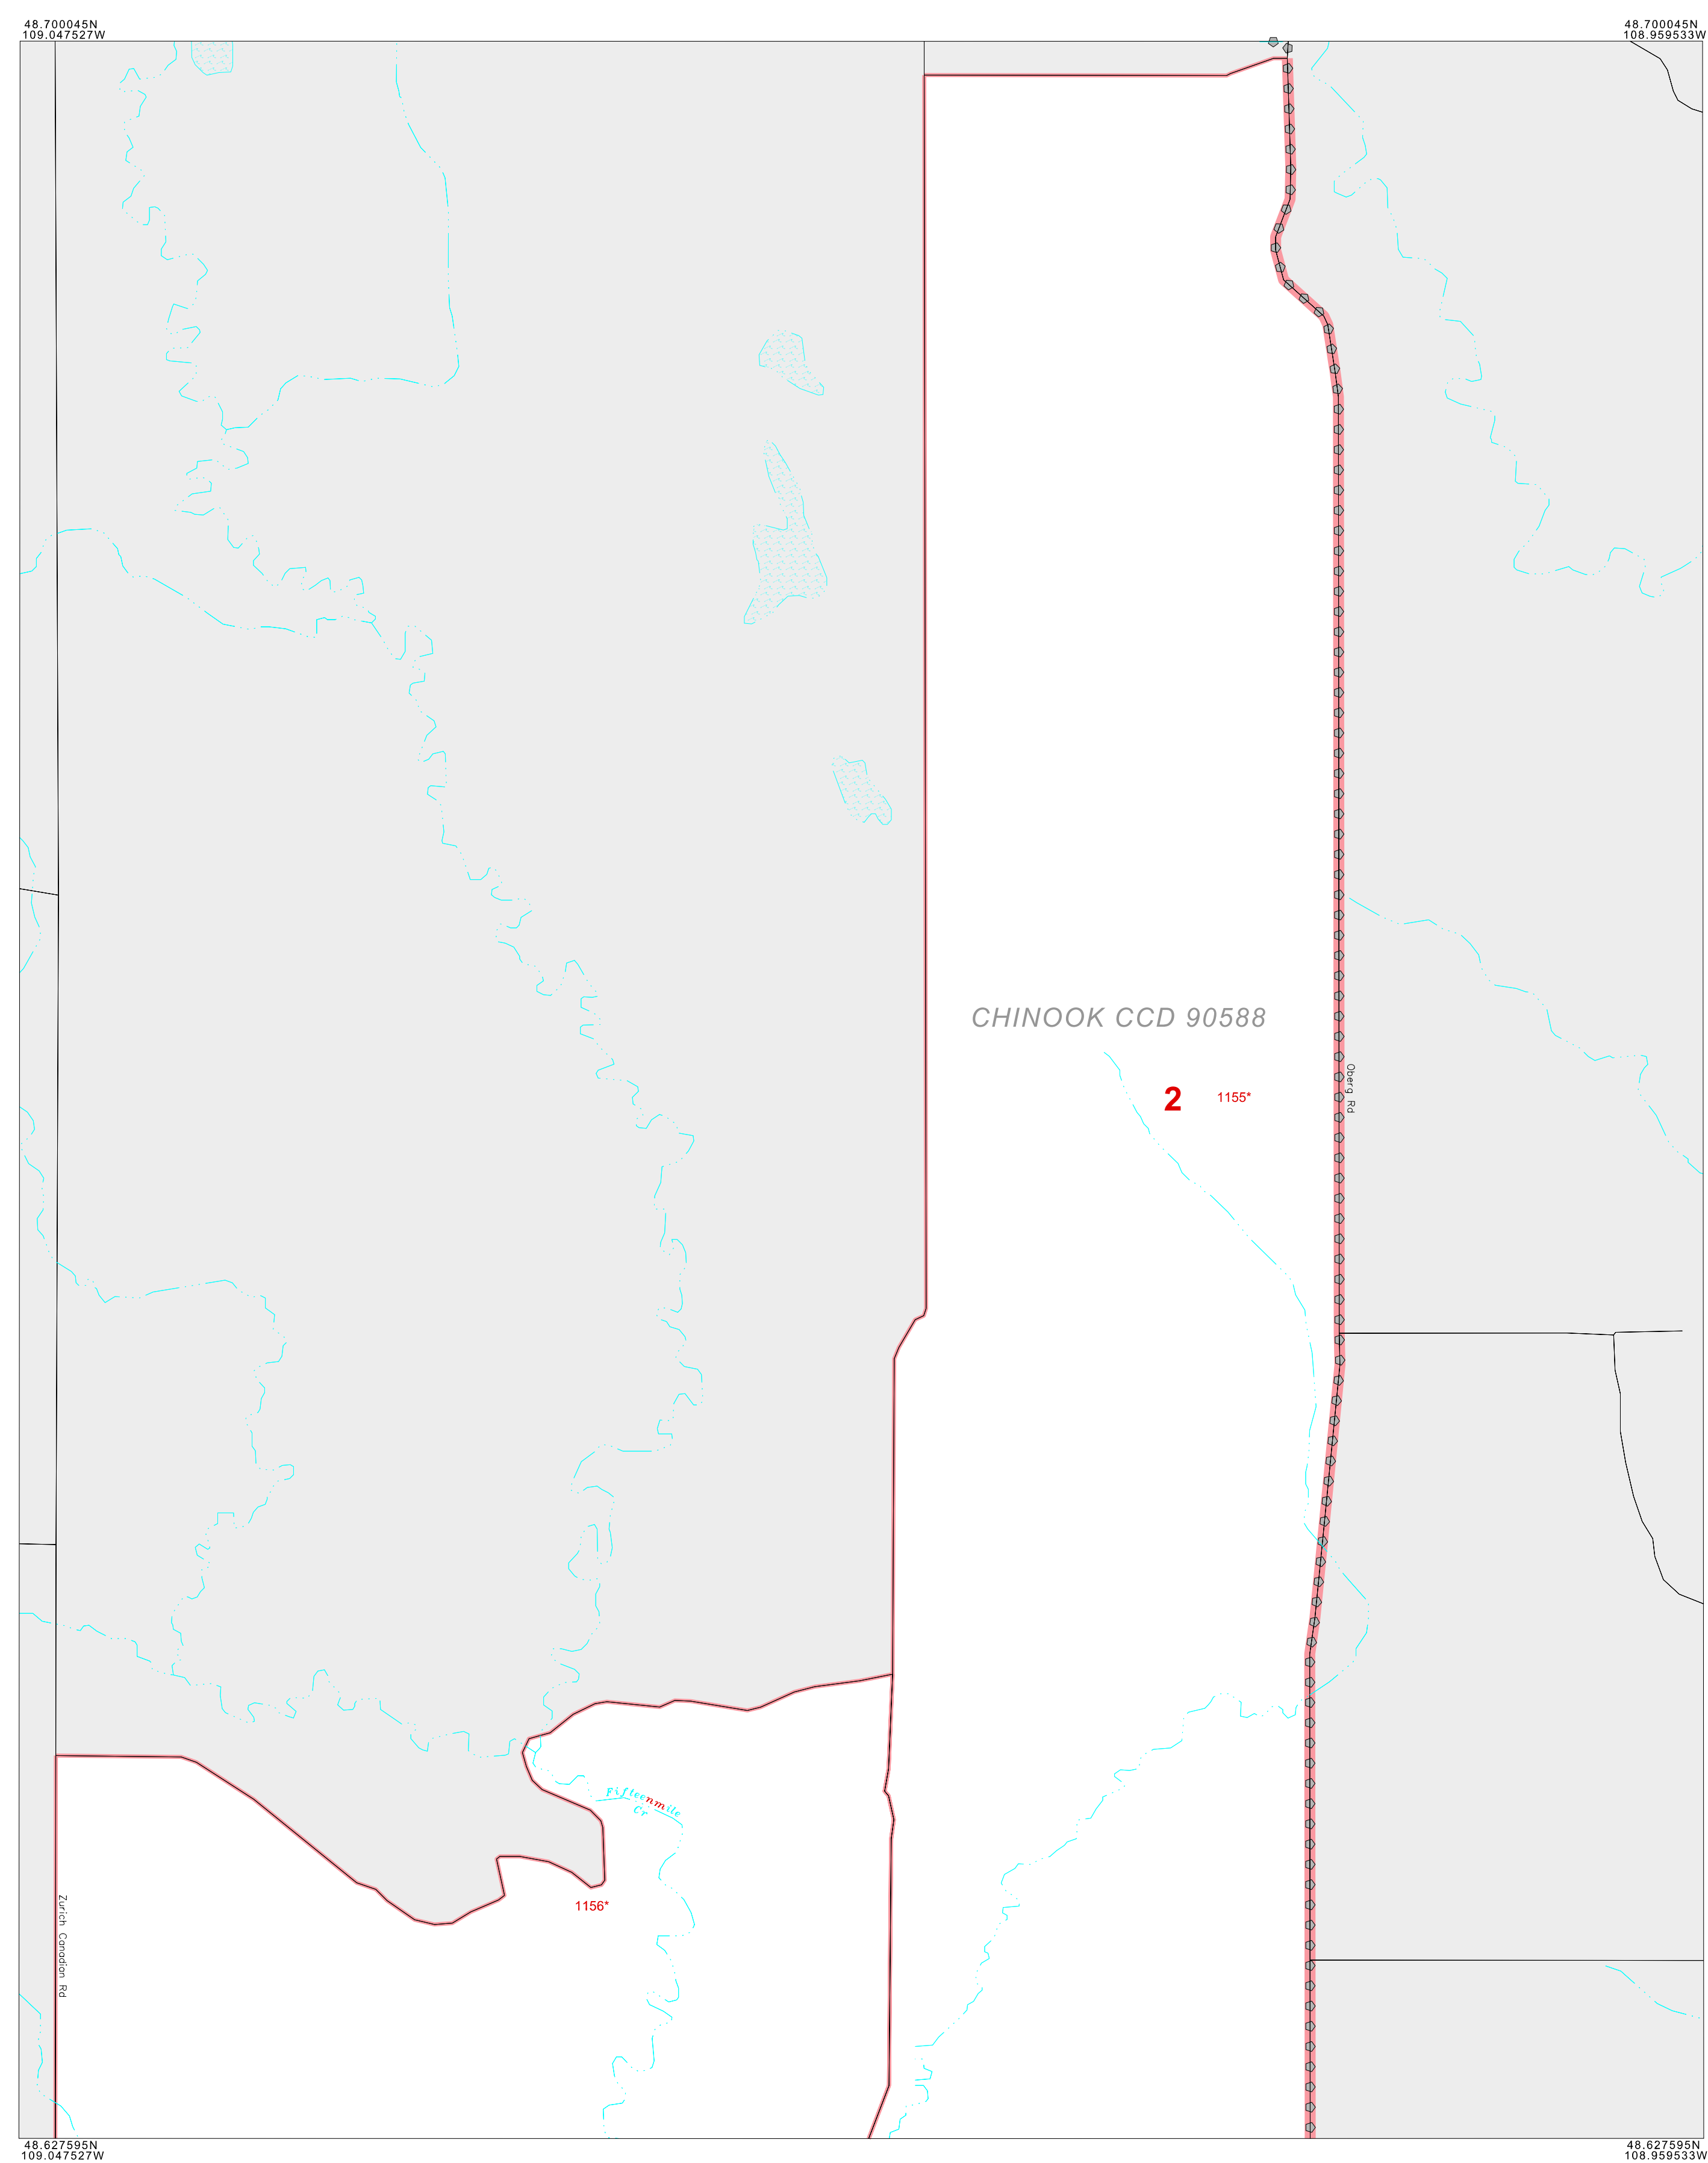 48.700045N
109.047527W
48.700045N
108.959533W
CHINOOK CCD 90588
Oberg Rd
2
1155*
Fifteenmile
Cr
1156*
Zurich Canadian Rd
48.627595N
109.047527W
48.627595N
108.959533W